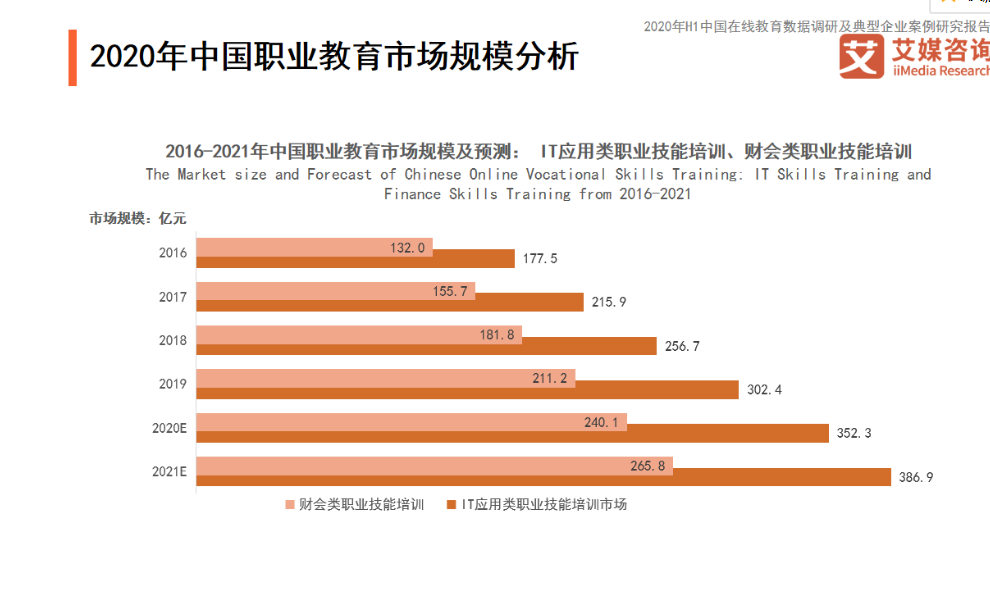 2020年H1中国在线教育数据调研及典型企业案例研究报告
2020年中国职业教育市场规模分析
艾媒咨询
iiMedia Research
2016-2021年中国职业教育市场规模及预测： IT应用类职业技能培训、财会类职业技能培训
The Market size and Forecast of Chinese Online Vocational Skills Training: IT Skills Training and
Finance Skills Training from 2016-2021
市场规模：亿元
2016 132.0 177.5
2017 155.7 215.9
2018 181.8 256.7
2019 211.2 302.4
2020E 240.1 352.3
2021E 265.8 386.9
财会类职业技能培训 IT应用类职业技能培训市场